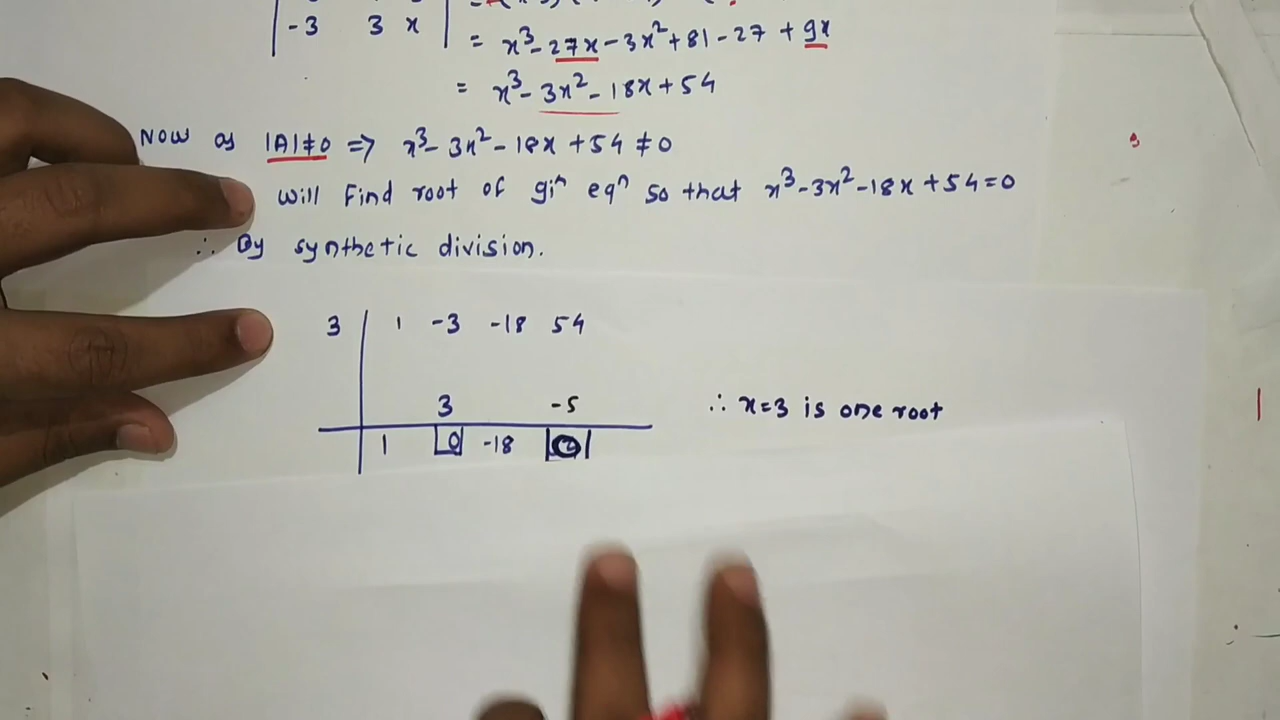 -3 3 x = x³-27x-3x²+81-27+9x
= x³-3x²-18x+54
Now as |A|≠0 => x³-3x²-18x+54≠0
will find root of giⁿ eqⁿ so that x³-3x²-18x+54=0
∴ By synthetic division.
3 | 1 -3 -18 54
3 -5 ∴ x=3 is one root
1 0 -18